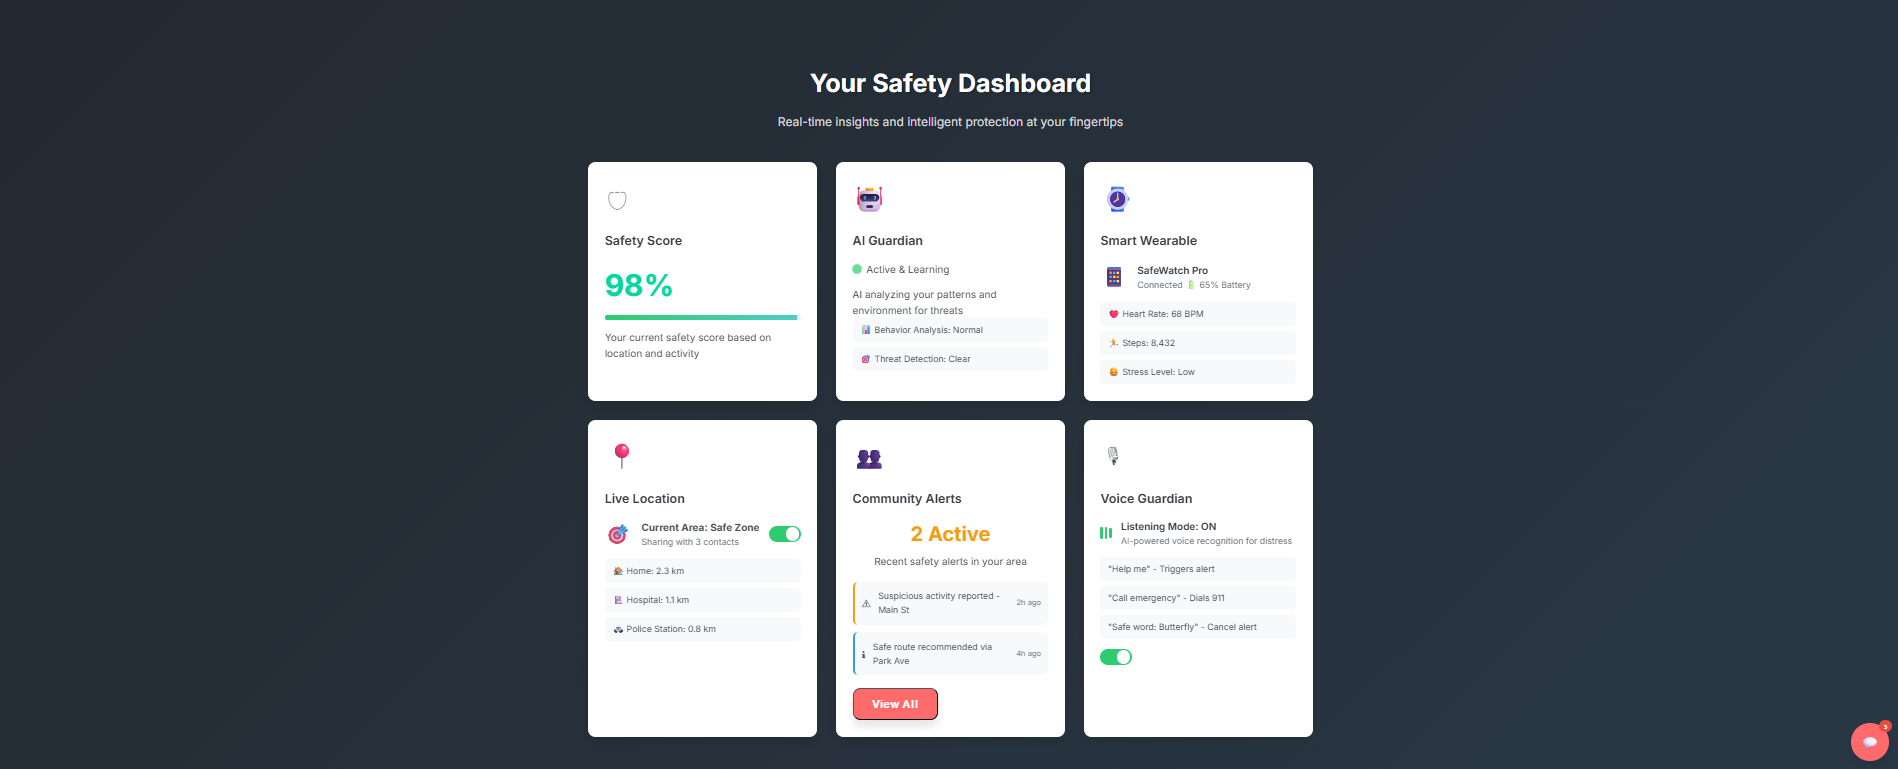 Your Safety Dashboard
Real-time insights and intelligent protection at your fingertips
Safety Score
98%
Your current safety score based on
location and activity
AI Guardian
Active & Learning
AI analyzing your patterns and
environment for threats
Behavior Analysis: Normal
Threat Detection: Clear
Smart Wearable
SafeWatch Pro
Connected 🔋 65% Battery
Heart Rate: 68 BPM
Steps: 8,432
Stress Level: Low
Live Location
Current Area: Safe Zone
Sharing with 3 contacts
Home: 2.3 km
Hospital: 1.1 km
Police Station: 0.8 km
Community Alerts
2 Active
Recent safety alerts in your area
Suspicious activity reported -
Main St
2h ago
Safe route recommended via
Park Ave
4h ago
View All
Voice Guardian
Listening Mode: ON
AI-powered voice recognition for distress
"Help me" - Triggers alert
"Call emergency" - Dials 911
"Safe word: Butterfly" - Cancel alert
3